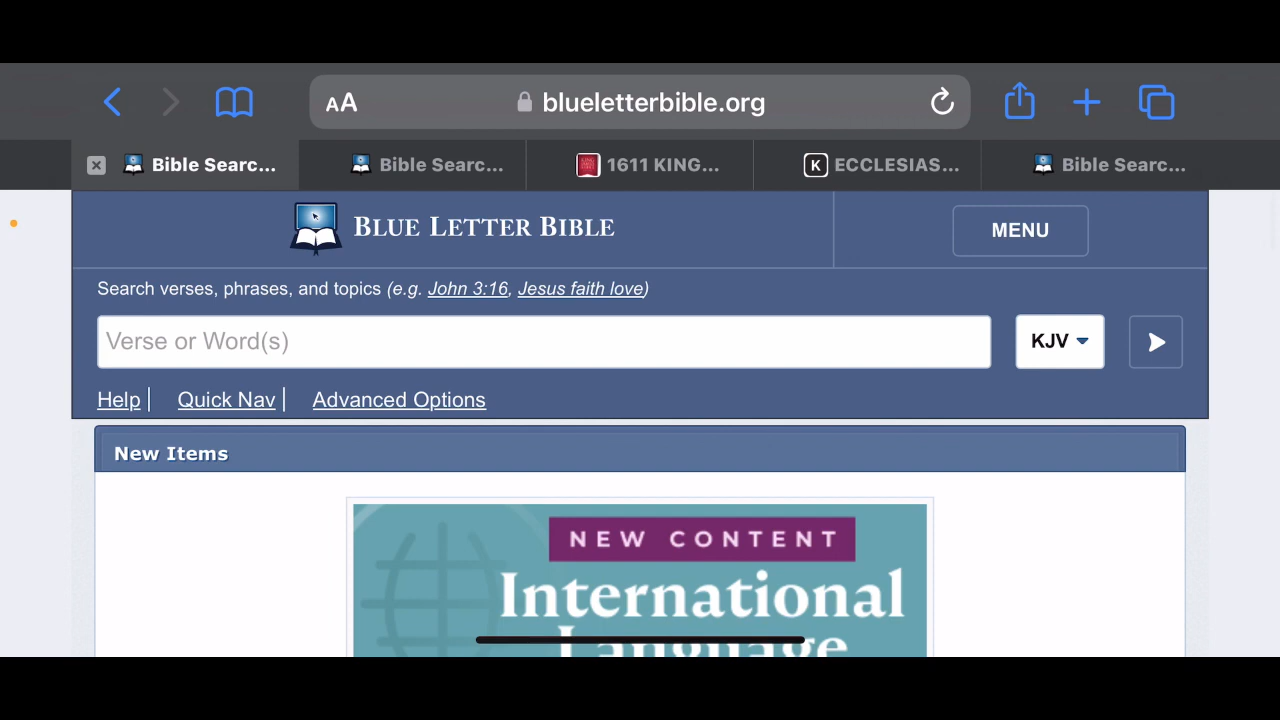 AA blueletterbible.org
Bible Searc... Bible Searc... 1611 KING... K ECCLESIAS... Bible Searc...
BLUE LETTER BIBLE
MENU
Search verses, phrases, and topics (e.g. John 3:16, Jesus faith love)
Verse or Word(s)
KJV
Help | Quick Nav | Advanced Options
New Items
NEW CONTENT
International
Language